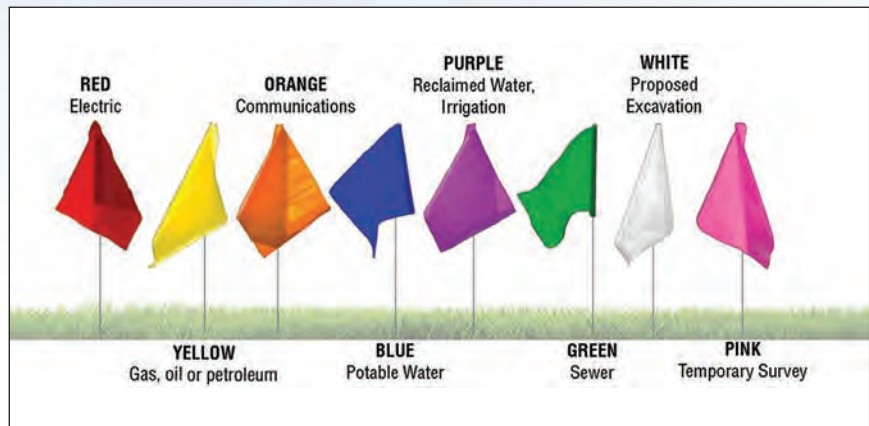 RED
Electric
ORANGE
Communications
PURPLE
Reclaimed Water,
Irrigation
WHITE
Proposed
Excavation
YELLOW
Gas, oil or petroleum
BLUE
Potable Water
GREEN
Sewer
PINK
Temporary Survey